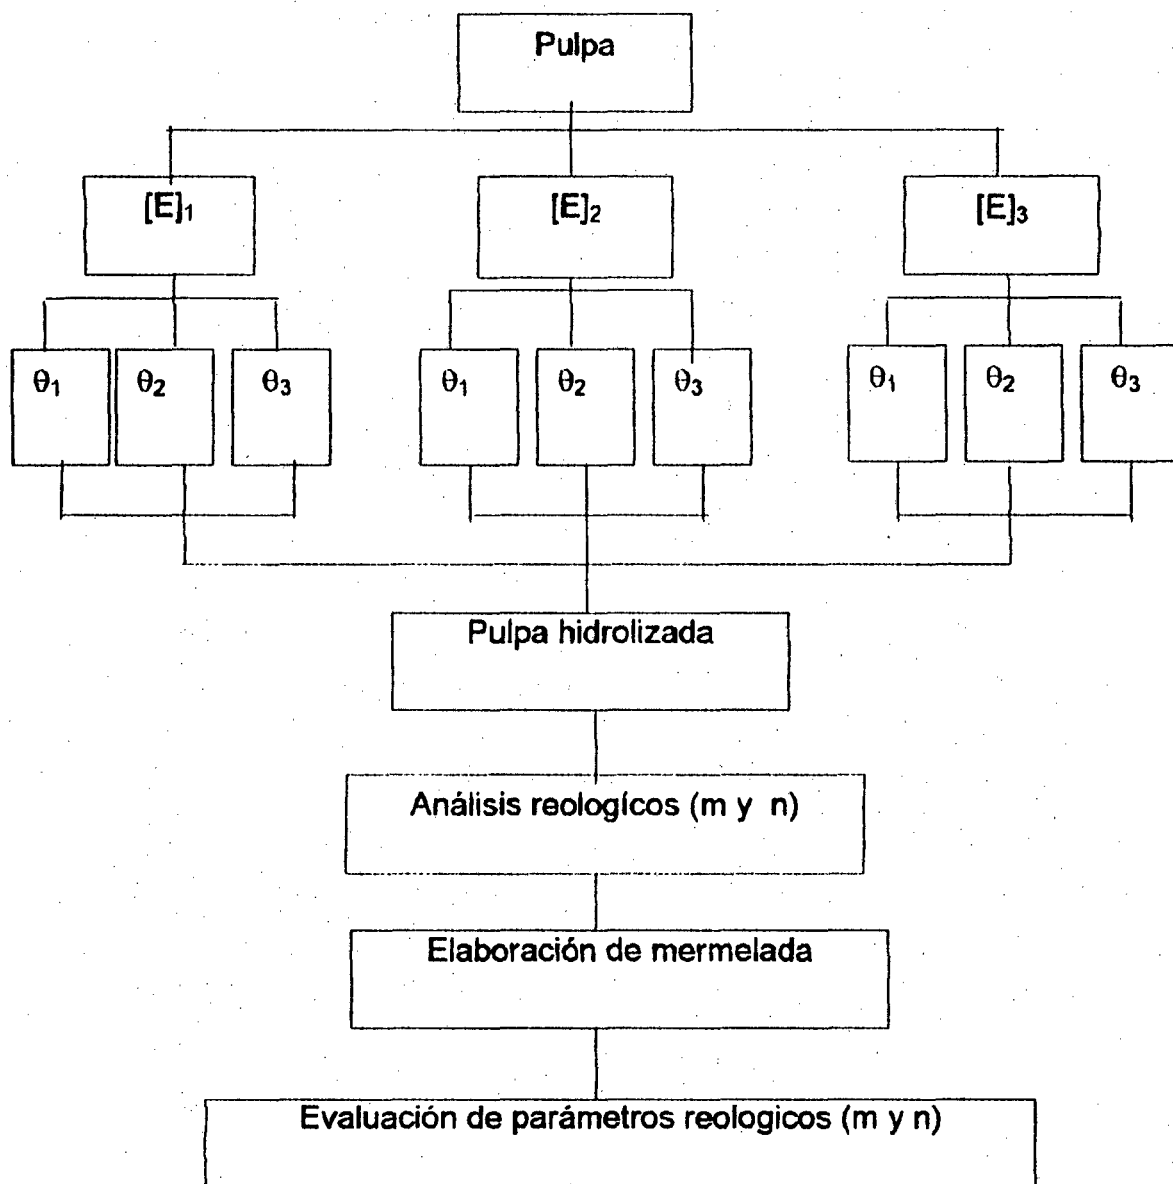 Pulpa
[E]₁ [E]₂ [E]₃
θ₁ θ₂ θ₃ θ₁ θ₂ θ₃ θ₁ θ₂ θ₃
Pulpa hidrolizada
Análisis reologícos (m y n)
Elaboración de mermelada
Evaluación de parámetros reologicos (m y n)